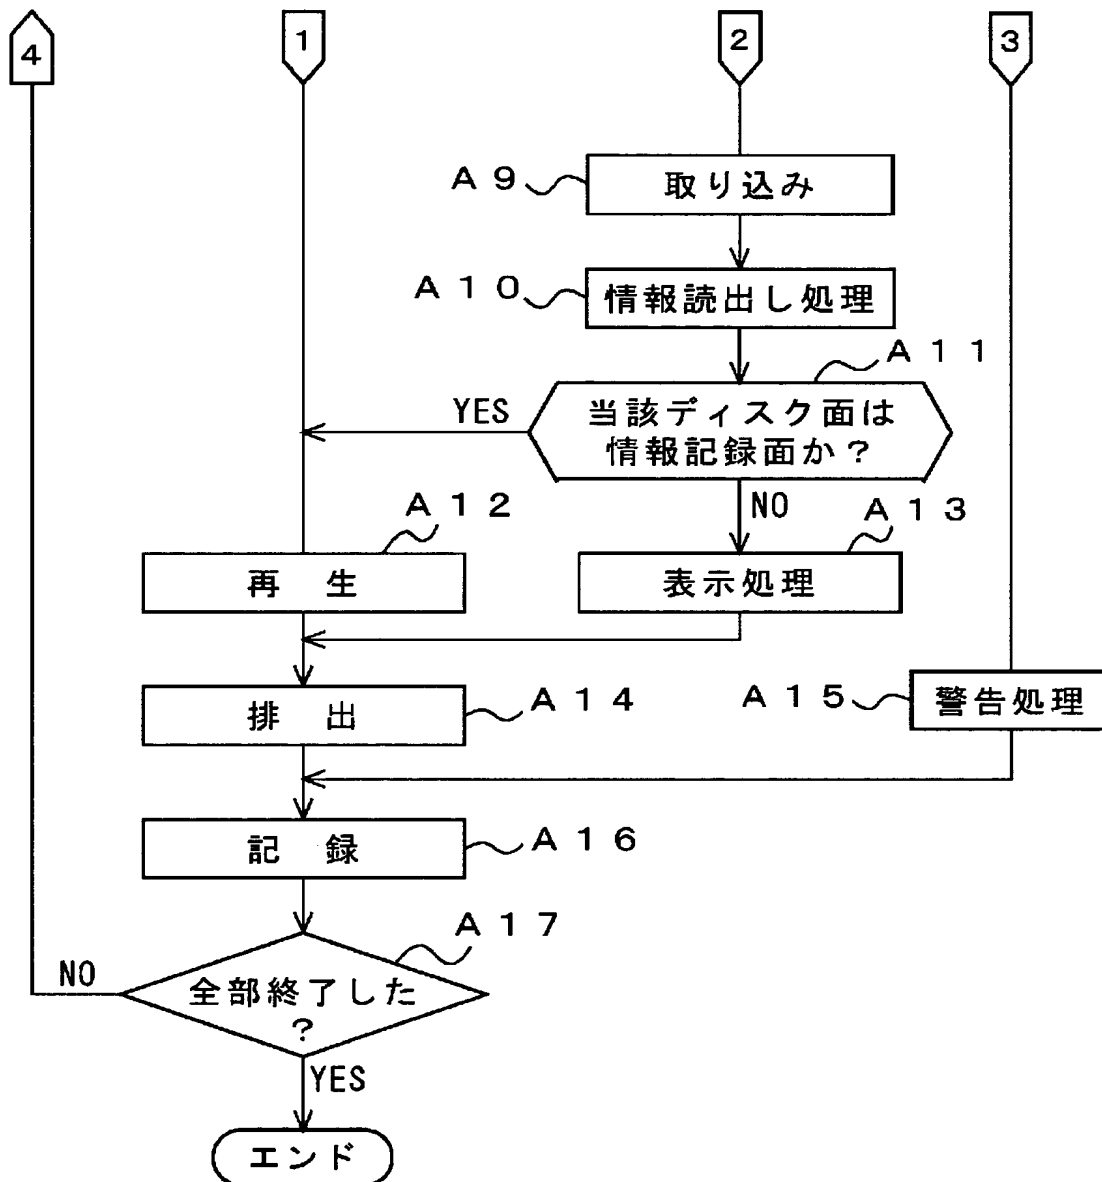 4
1
2
3
A9
取り込み
A10
情報読出し処理
A11
当該ディスク面は
情報記録面か？
YES
NO
A12
再　生
A13
表示処理
A14
排　出
A15
警告処理
A16
記　録
A17
全部終了した
？
NO
YES
エンド